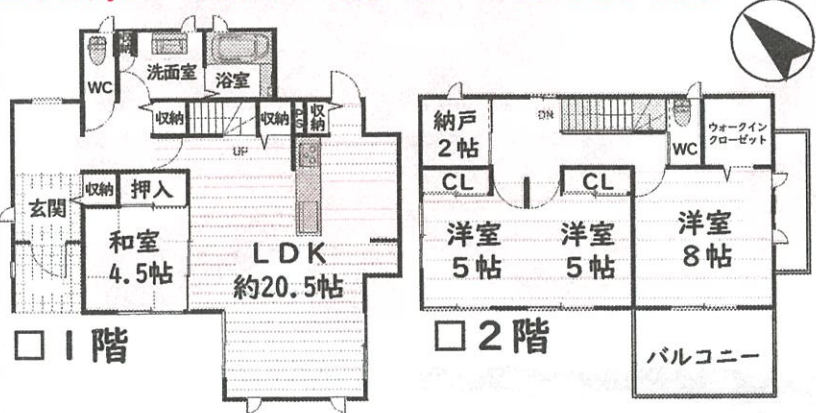 WC
収納
洗面室
浴室
収納
収納
PS
収納
UP
玄関
収納
押入
和室
4.5帖
LDK
約20.5帖
□1階
納戸
2帖
DN
WC
ウォークイン
クローゼット
CL
CL
洋室
5帖
洋室
5帖
洋室
8帖
□2階
バルコニー